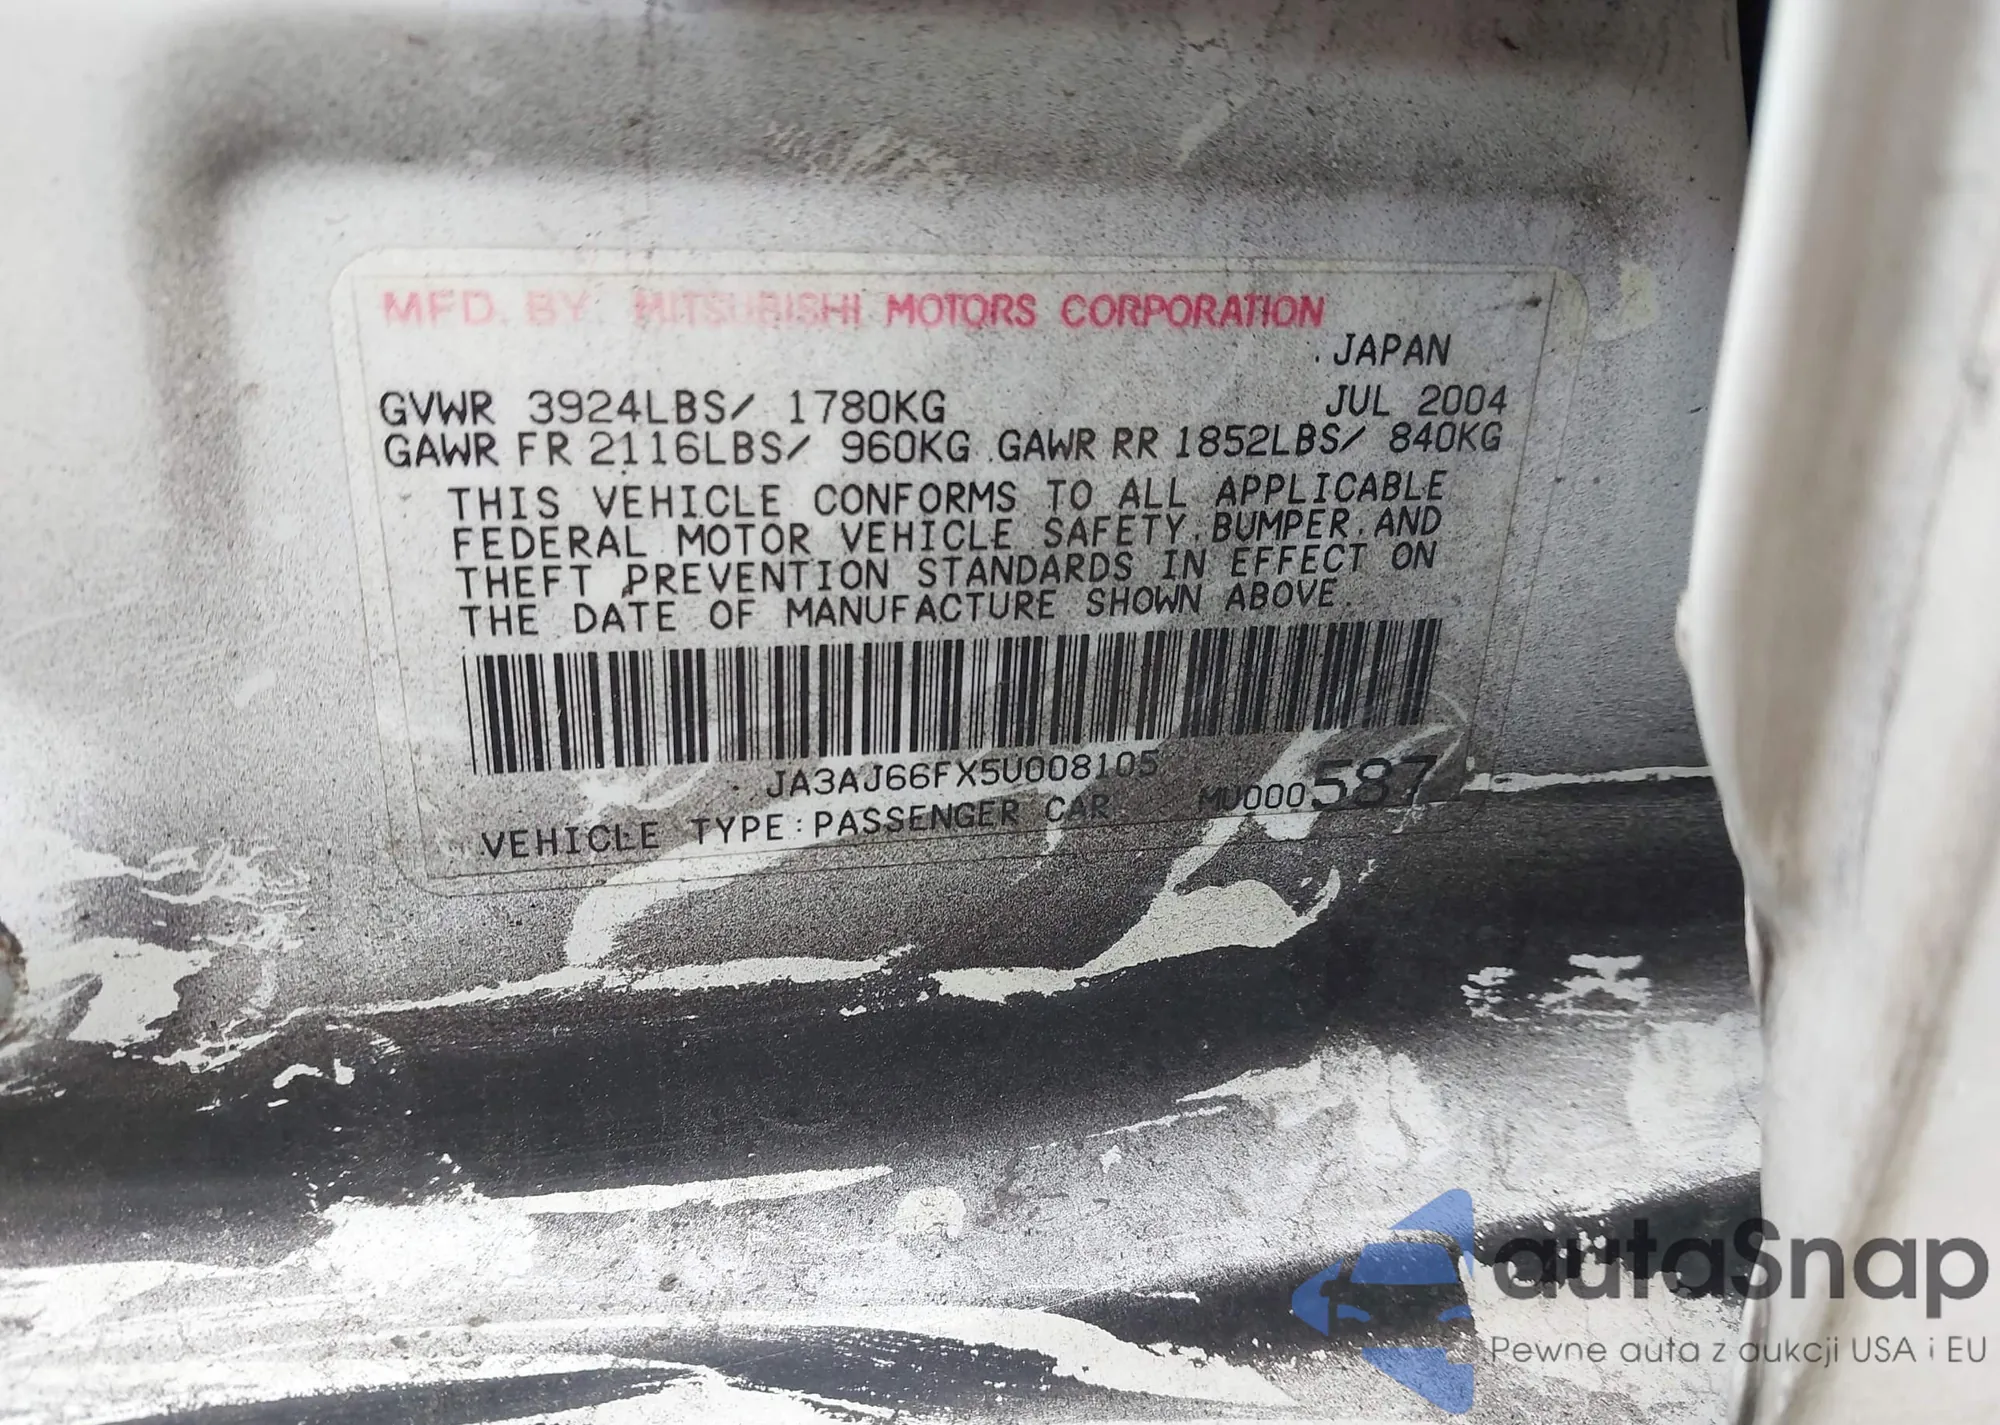 MFD. BY MITSUBISHI MOTORS CORPORATION
JAPAN
GVWR 3924LBS/ 1780KG JUL 2004
GAWR FR 2116LBS/ 960KG GAWR RR 1852LBS/ 840KG
THIS VEHICLE CONFORMS TO ALL APPLICABLE
FEDERAL MOTOR VEHICLE SAFETY, BUMPER, AND
THEFT PREVENTION STANDARDS IN EFFECT ON
THE DATE OF MANUFACTURE SHOWN ABOVE.
JA3AJ66FX5U008105
MU000587
VEHICLE TYPE: PASSENGER CAR
autaSnap
Pewne auta z aukcji USA i EU